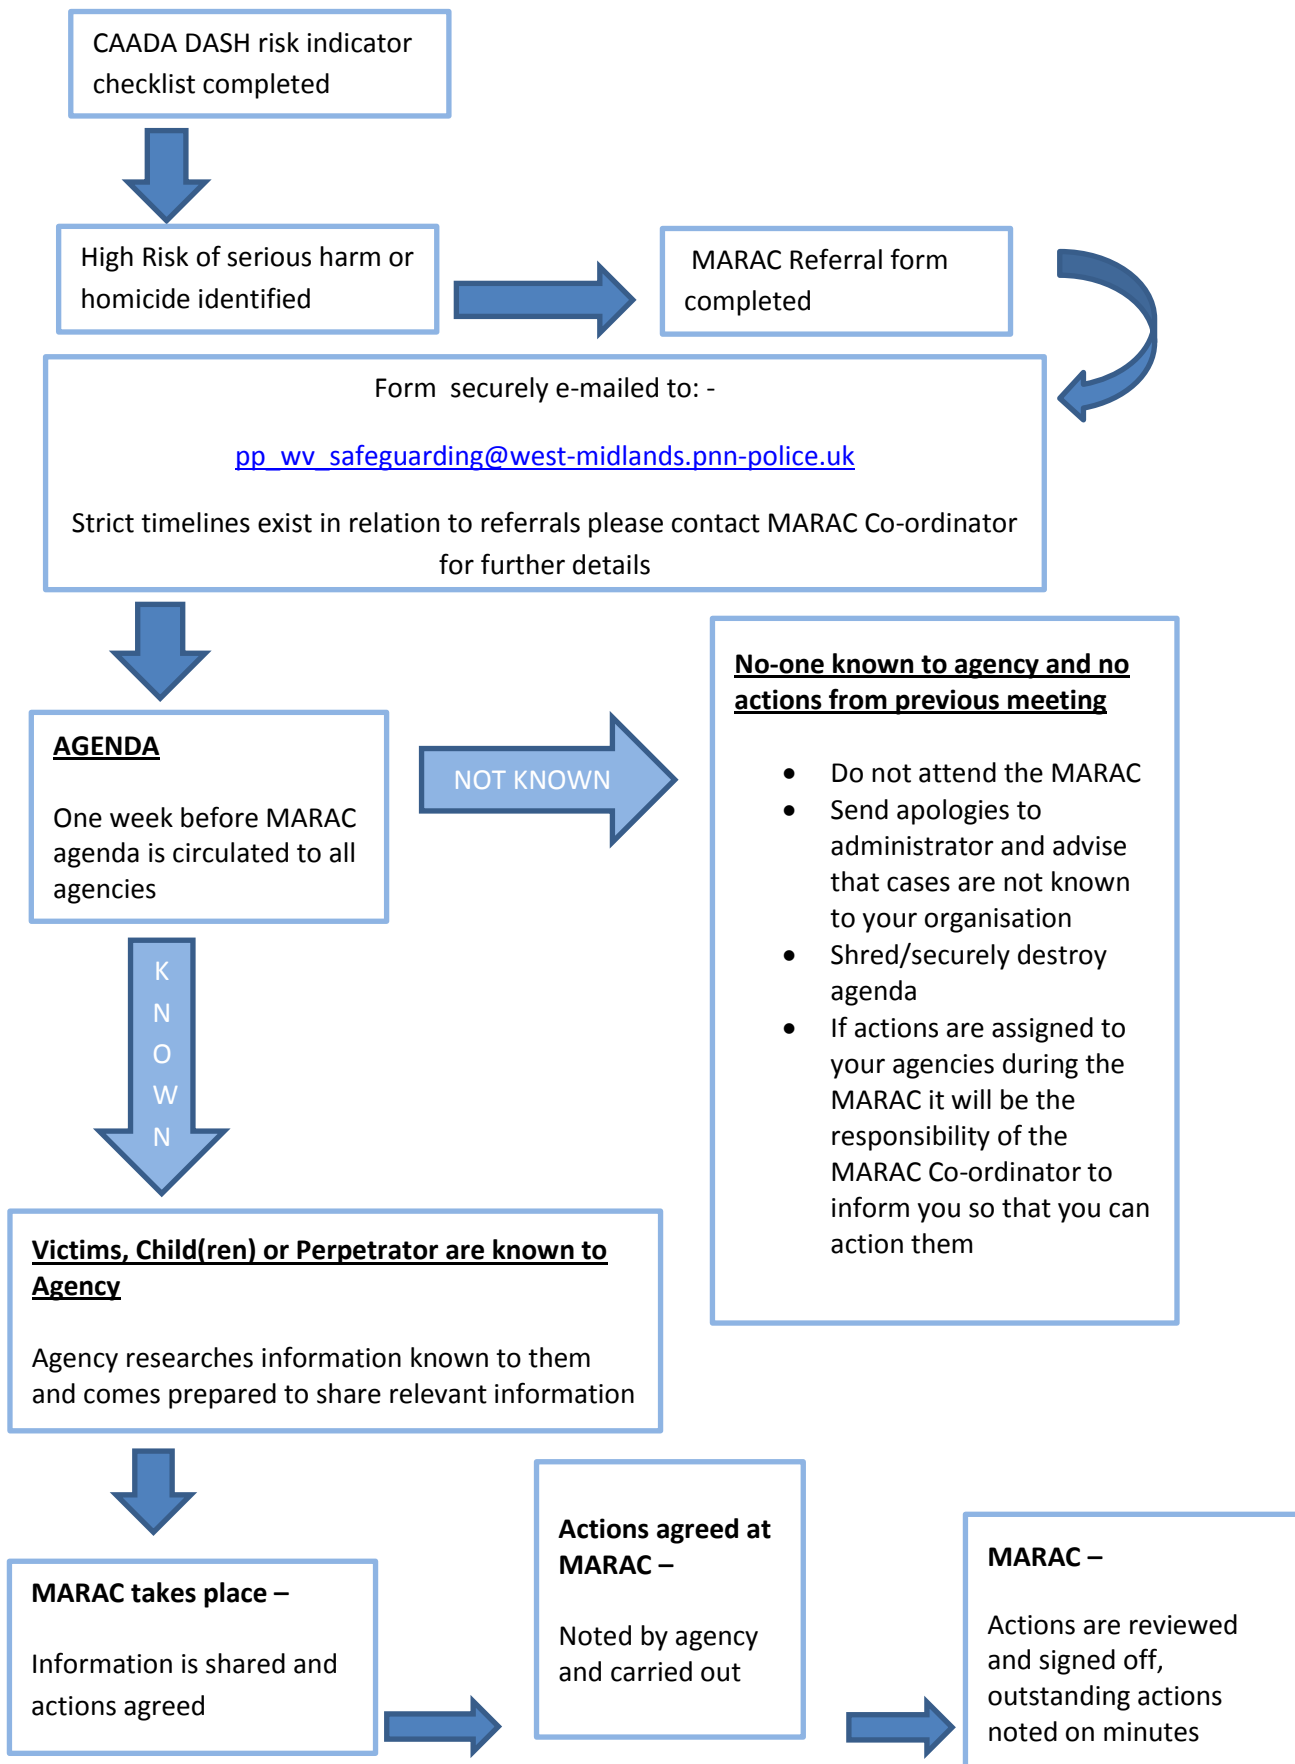 CAADA DASH risk indicator
checklist completed
High Risk of serious harm or
homicide identified
MARAC Referral form
completed
Form  securely e-mailed to: -
pp_wv_safeguarding@west-midlands.pnn-police.uk
Strict timelines exist in relation to referrals please contact MARAC Co-ordinator
for further details
AGENDA
One week before MARAC
agenda is circulated to all
agencies
NOT KNOWN
No-one known to agency and no
actions from previous meeting
• Do not attend the MARAC
• Send apologies to
administrator and advise
that cases are not known
to your organisation
• Shred/securely destroy
agenda
• If actions are assigned to
your agencies during the
MARAC it will be the
responsibility of the
MARAC Co-ordinator to
inform you so that you can
action them
K
N
O
W
N
Victims, Child(ren) or Perpetrator are known to
Agency
Agency researches information known to them
and comes prepared to share relevant information
MARAC takes place –
Information is shared and
actions agreed
Actions agreed at
MARAC –
Noted by agency
and carried out
MARAC –
Actions are reviewed
and signed off,
outstanding actions
noted on minutes